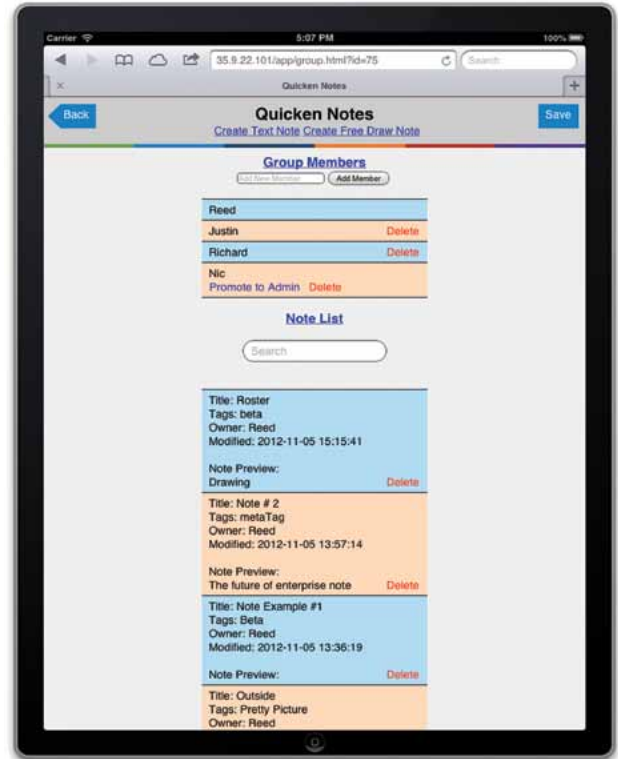 Carrier 5:07 PM 100%
35.9.22.101/app/group.html?id=75 Search
Quicken Notes
Back Quicken Notes Save
Create Text Note Create Free Draw Note
Group Members
Add New Member Add Member
Reed
Justin Delete
Richard Delete
Nic
Promote to Admin Delete
Note List
Search
Title: Roster
Tags: beta
Owner: Reed
Modified: 2012-11-05 15:15:41
Note Preview:
Drawing Delete
Title: Note # 2
Tags: metaTag
Owner: Reed
Modified: 2012-11-05 13:57:14
Note Preview:
The future of enterprise note Delete
Title: Note Example #1
Tags: Beta
Owner: Reed
Modified: 2012-11-05 13:36:19
Note Preview: Delete
Title: Outside
Tags: Pretty Picture
Owner: Reed